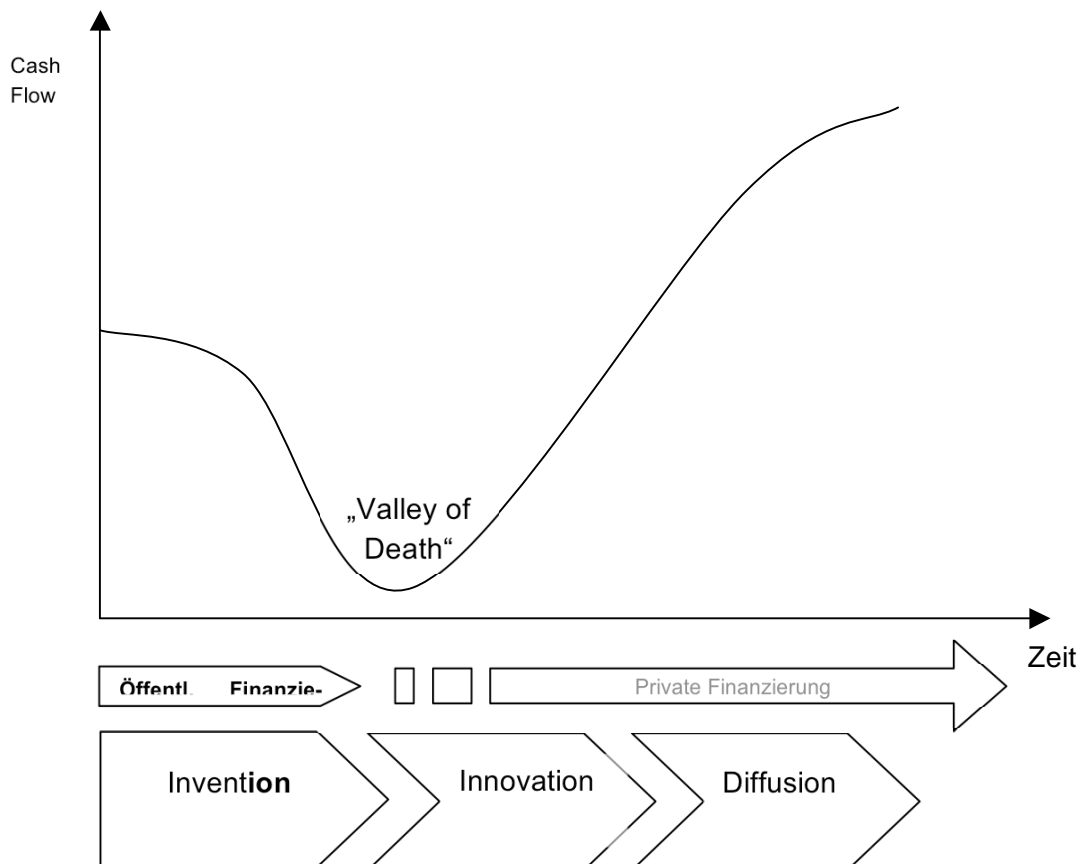 Cash
Flow
„Valley of
Death“
Zeit
Öffentl. Finanzie-
Private Finanzierung
Invention
Innovation
Diffusion